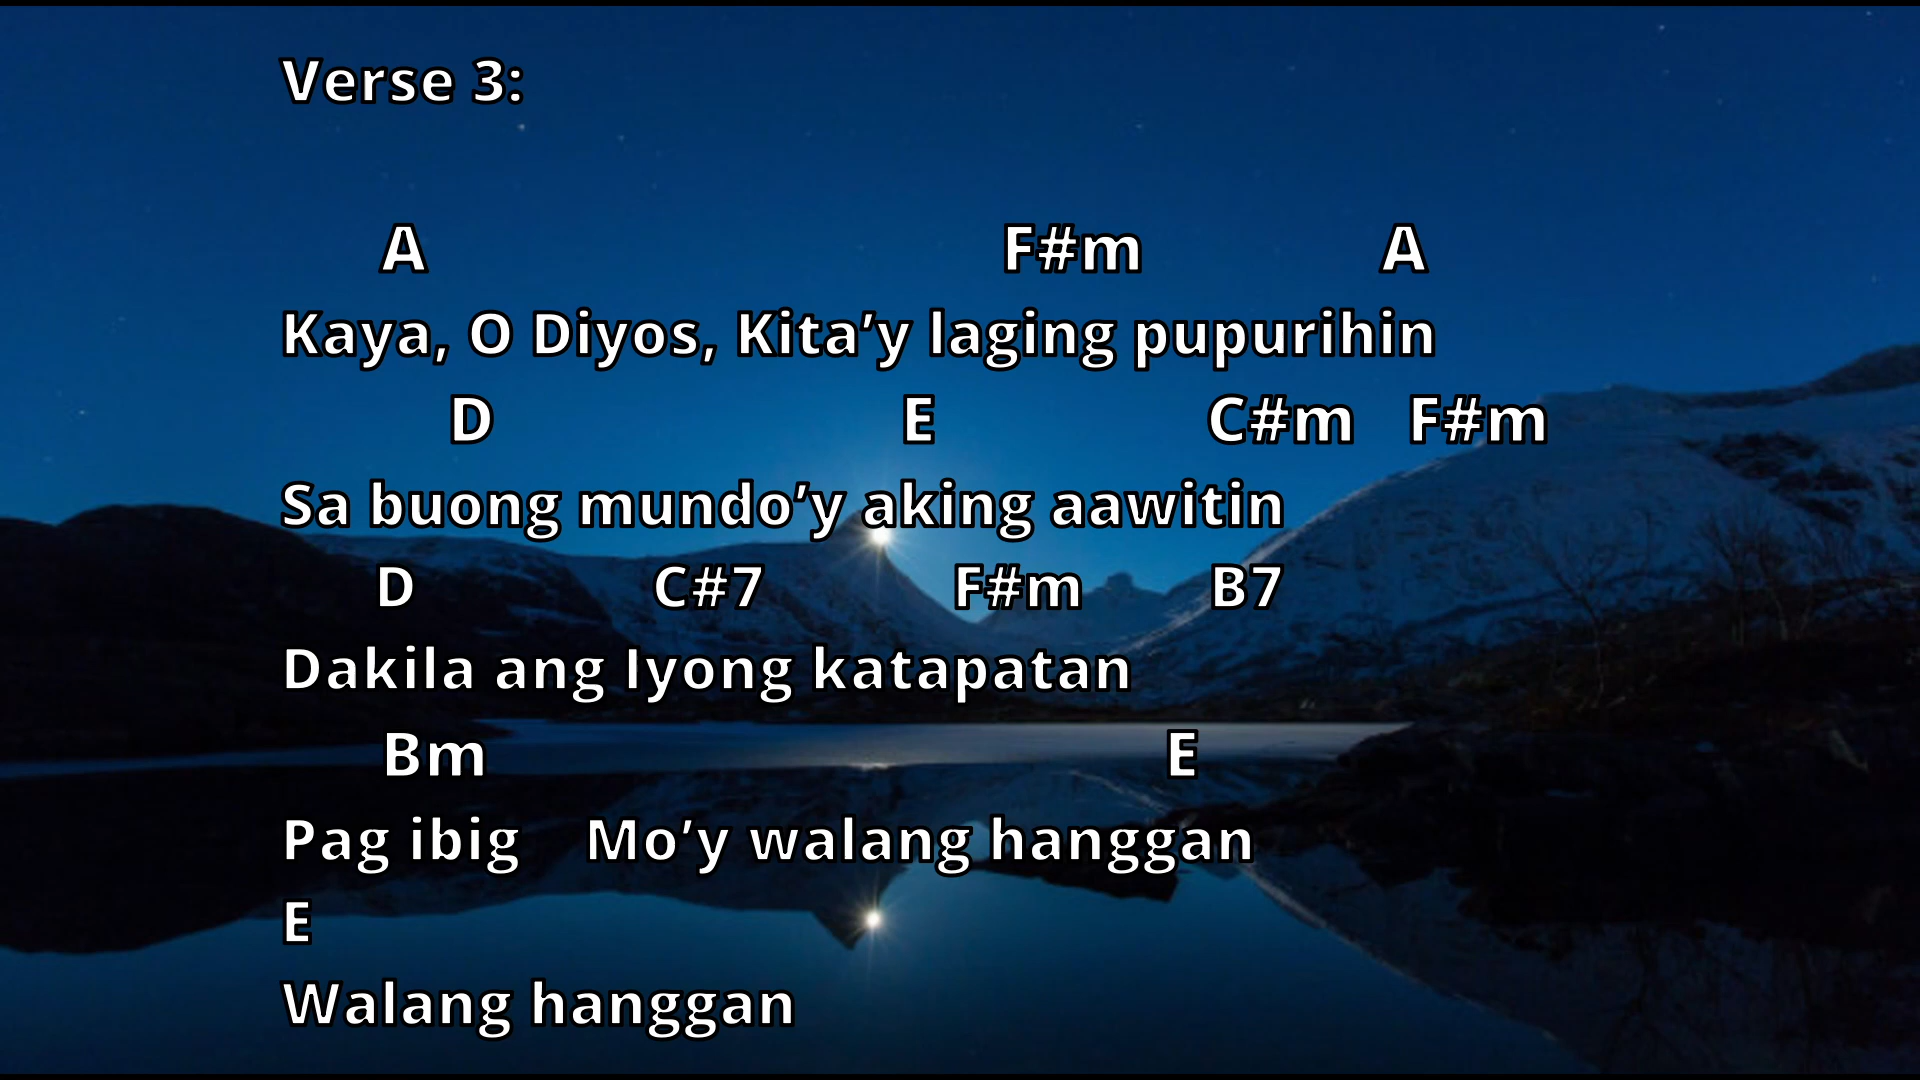 Verse 3:
A F#m A
Kaya, O Diyos, Kita’y laging pupurihin
D E C#m F#m
Sa buong mundo’y aking aawitin
D C#7 F#m B7
Dakila ang Iyong katapatan
Bm E
Pag ibig Mo’y walang hanggan
E
Walang hanggan